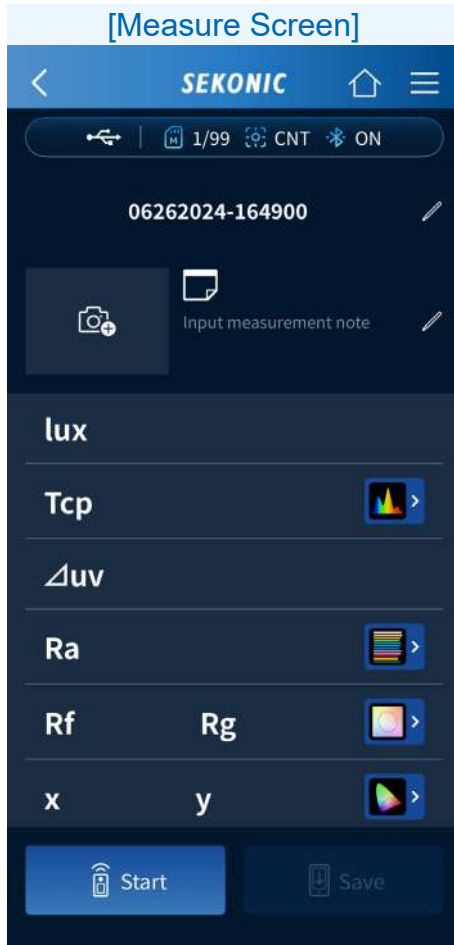 [Measure Screen]
SEKONIC
1/99 CNT ON
06262024-164900
Input measurement note
lux
Tcp
⊿uv
Ra
Rf Rg
x y
Start Save